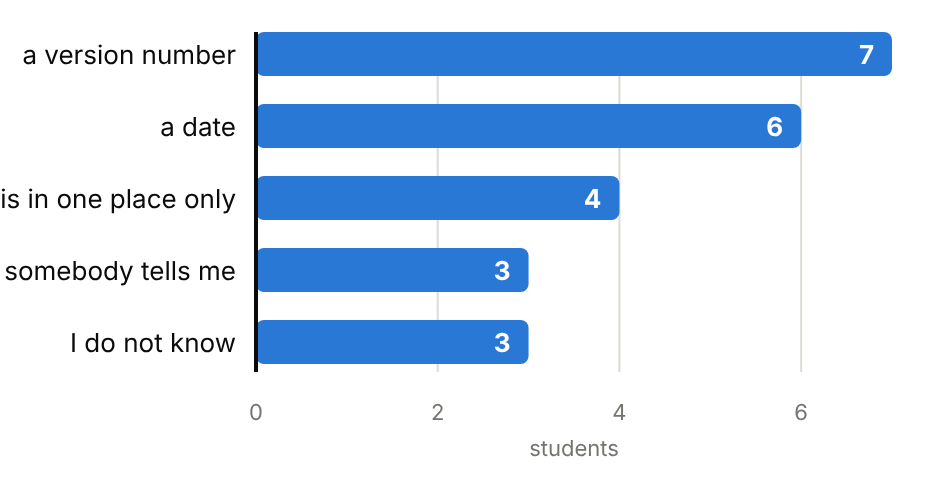 a version number
7
a date
6
is in one place only
4
somebody tells me
3
I do not know
3
0 2 4 6
students